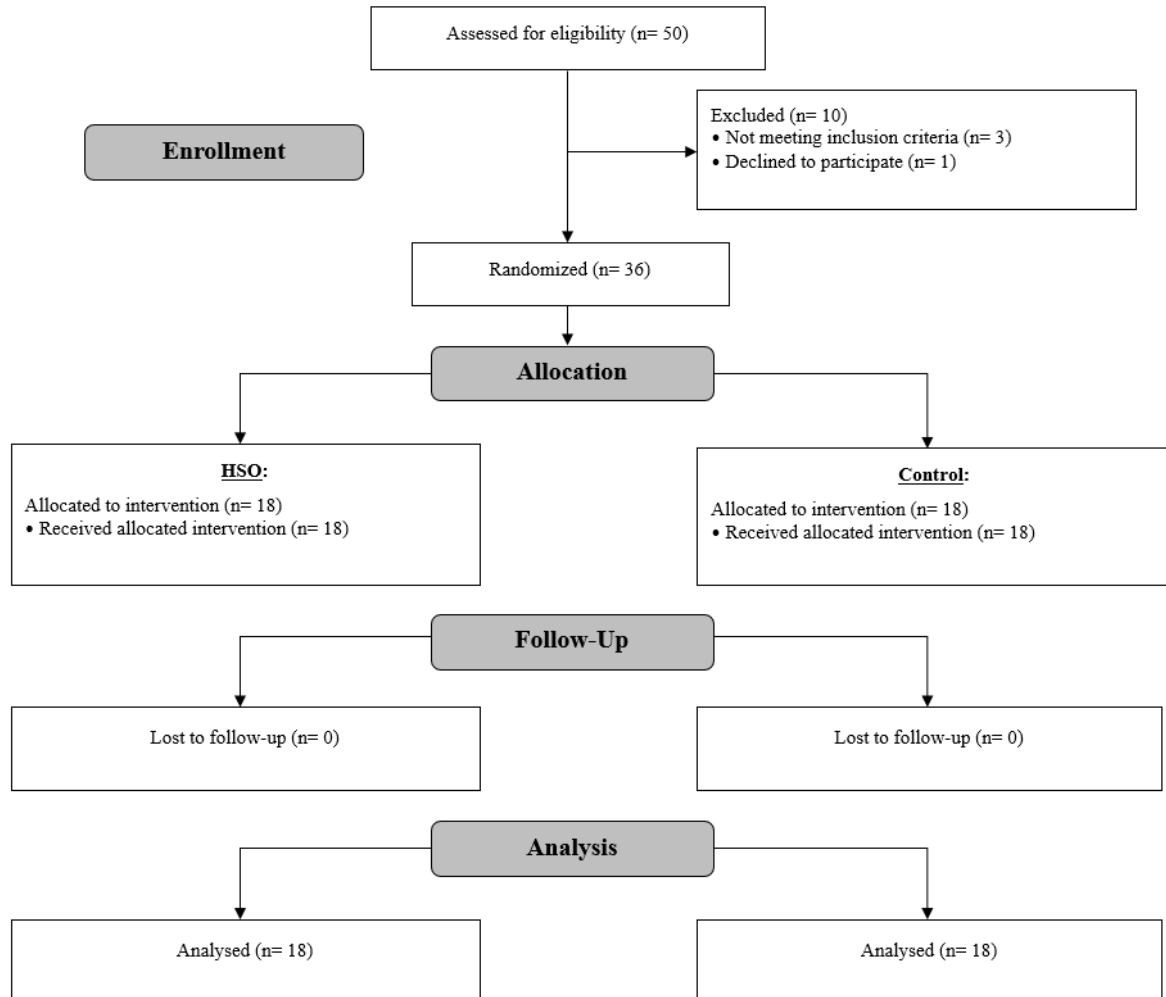 Assessed for eligibility (n= 50)
Excluded (n= 10)
• Not meeting inclusion criteria (n= 3)
• Declined to participate (n= 1)
Enrollment
Randomized (n= 36)
Allocation
HSO:
Allocated to intervention (n= 18)
• Received allocated intervention (n= 18)
Control:
Allocated to intervention (n= 18)
• Received allocated intervention (n= 18)
Follow-Up
Lost to follow-up (n= 0)
Lost to follow-up (n= 0)
Analysis
Analysed (n= 18)
Analysed (n= 18)